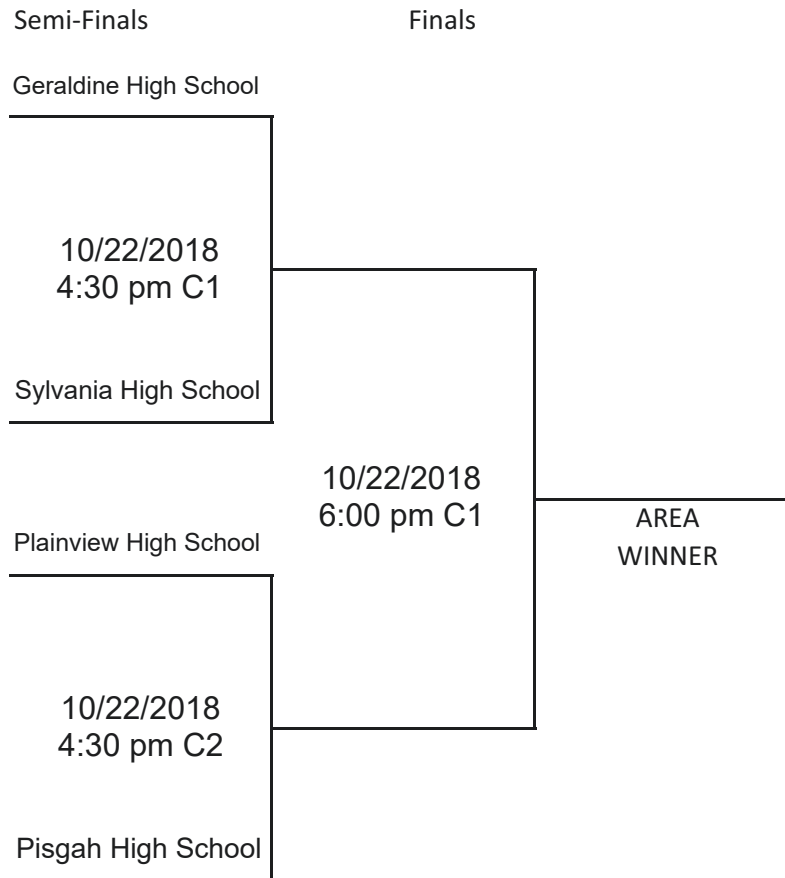 Semi-Finals
Finals
Geraldine High School
10/22/2018
4:30 pm C1
Sylvania High School
10/22/2018
6:00 pm C1
AREA
WINNER
Plainview High School
10/22/2018
4:30 pm C2
Pisgah High School